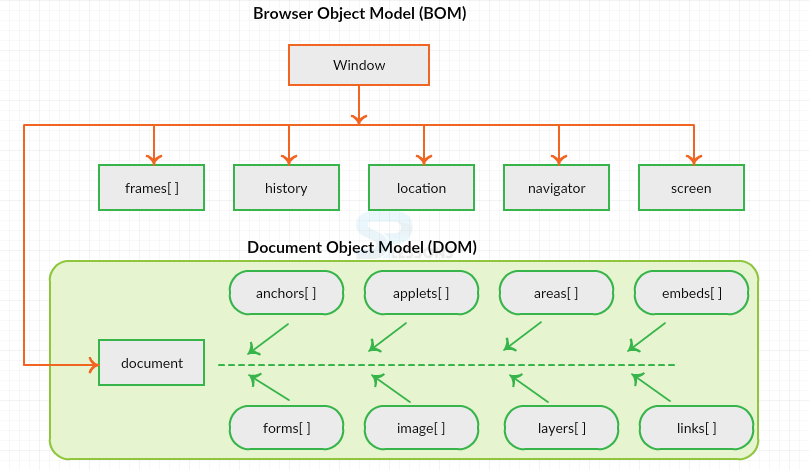 Browser Object Model (BOM)
Window
frames[ ]
history
location
navigator
screen
Document Object Model (DOM)
anchors[ ]
applets[ ]
areas[ ]
embeds[ ]
document
forms[ ]
image[ ]
layers[ ]
links[ ]